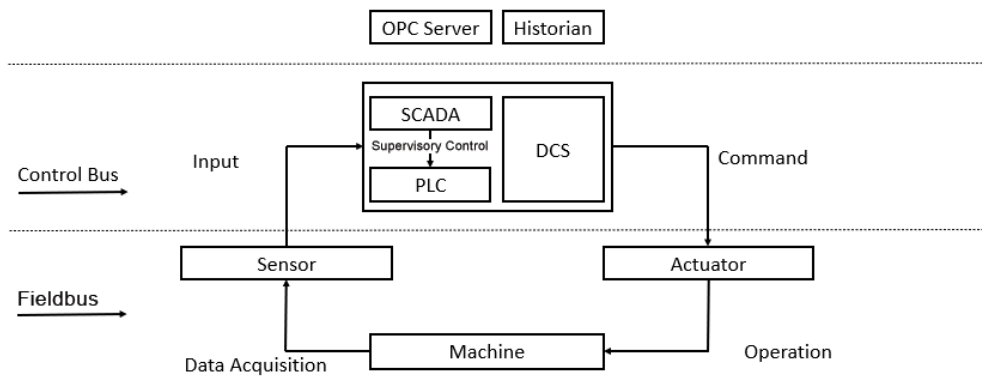 OPC Server
Historian
SCADA
Supervisory Control
PLC
DCS
Input
Command
Control Bus
Sensor
Actuator
Fieldbus
Machine
Data Acquisition
Operation